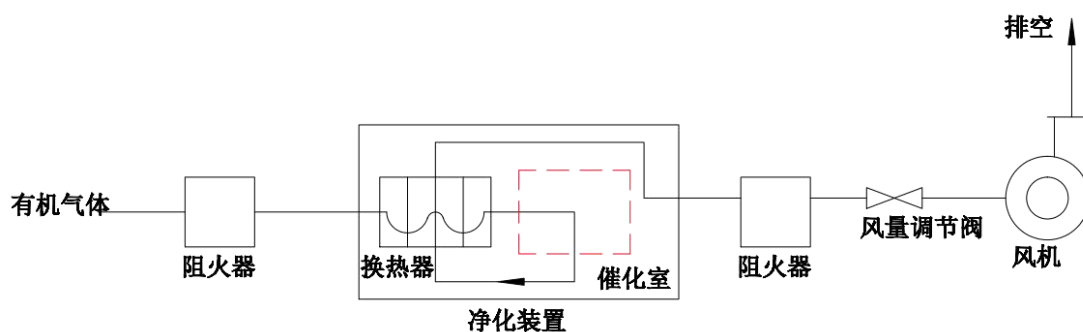 排空
有机气体
阻火器
换热器
催化室
净化装置
阻火器
风量调节阀
风机